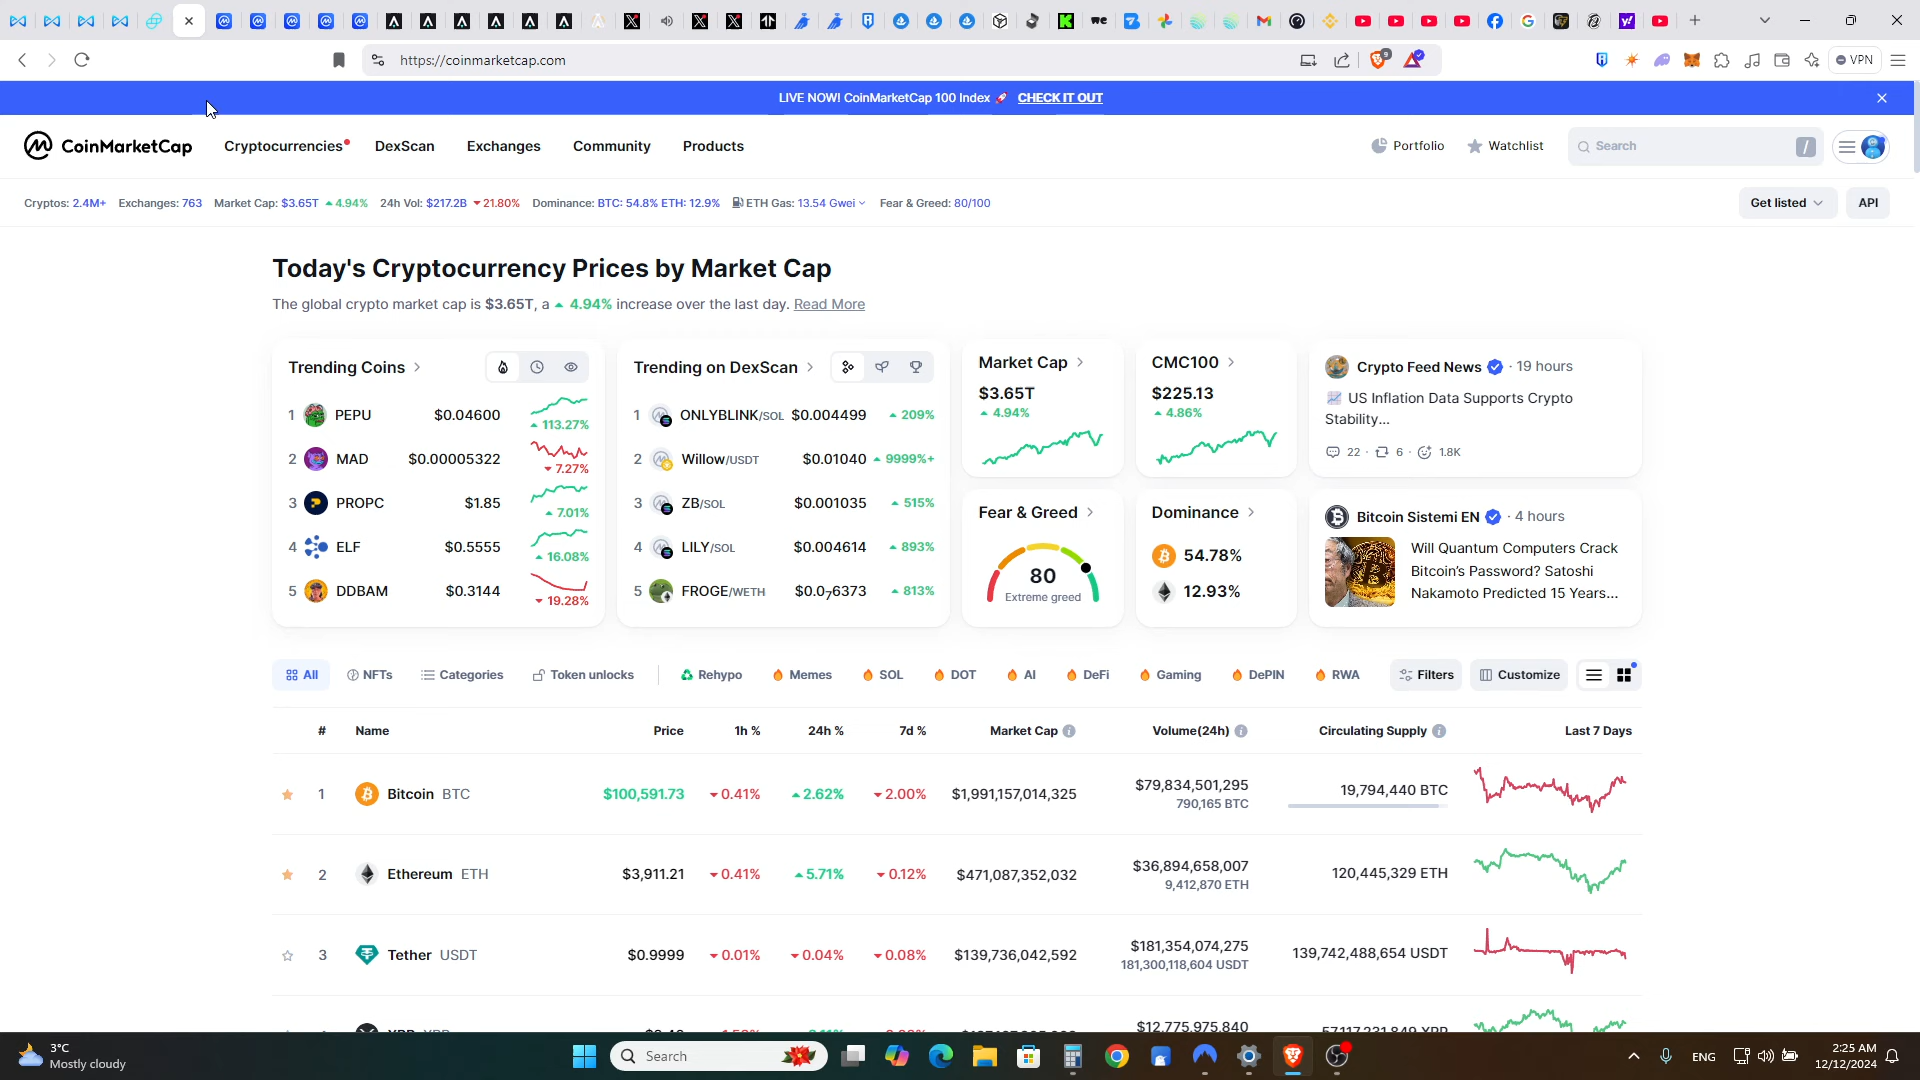 https://coinmarketcap.com
9
VPN
LIVE NOW! CoinMarketCap 100 Index 🚀 CHECK IT OUT
CoinMarketCap Cryptocurrencies DexScan Exchanges Community Products Portfolio Watchlist Search /
Cryptos: 2.4M+ Exchanges: 763 Market Cap: $3.65T 4.94% 24h Vol: $217.2B 21.80% Dominance: BTC: 54.8% ETH: 12.9% ETH Gas: 13.54 Gwei Fear & Greed: 80/100 Get listed API
Today's Cryptocurrency Prices by Market Cap
The global crypto market cap is $3.65T, a 4.94% increase over the last day. Read More
Trending Coins
1 PEPU $0.04600 113.27%
2 MAD $0.00005322 7.27%
3 PROPC $1.85 7.01%
4 ELF $0.5555 16.08%
5 DDBAM $0.3144 19.28%
Trending on DexScan
1 ONLYBLINK/SOL $0.004499 209%
2 Willow/USDT $0.01040 9999%+
3 ZB/SOL $0.001035 515%
4 LILY/SOL $0.004614 893%
5 FROGE/WETH $0.0₇6373 813%
Market Cap
$3.65T
4.94%
CMC100
$225.13
4.86%
Fear & Greed
80
Extreme greed
Dominance
54.78%
12.93%
Crypto Feed News · 19 hours
📈 US Inflation Data Supports Crypto
Stability...
22 · 6 · 1.8K
Bitcoin Sistemi EN · 4 hours
Will Quantum Computers Crack
Bitcoin's Password? Satoshi
Nakamoto Predicted 15 Years...
All NFTs Categories Token unlocks Rehypo Memes SOL DOT AI DeFi Gaming DePIN RWA Filters Customize
# Name Price 1h % 24h % 7d % Market Cap Volume(24h) Circulating Supply Last 7 Days
1 Bitcoin BTC $100,591.73 0.41% 2.62% 2.00% $1,991,157,014,325 $79,834,501,295 19,794,440 BTC
790,165 BTC
2 Ethereum ETH $3,911.21 0.41% 5.71% 0.12% $471,087,352,032 $36,894,658,007 120,445,329 ETH
9,412,870 ETH
3 Tether USDT $0.9999 0.01% 0.04% 0.08% $139,736,042,592 $181,354,074,275 139,742,488,654 USDT
181,300,118,604 USDT
$12,775,975,840
3°C
Mostly cloudy
Search
ENG
2:25 AM
12/12/2024